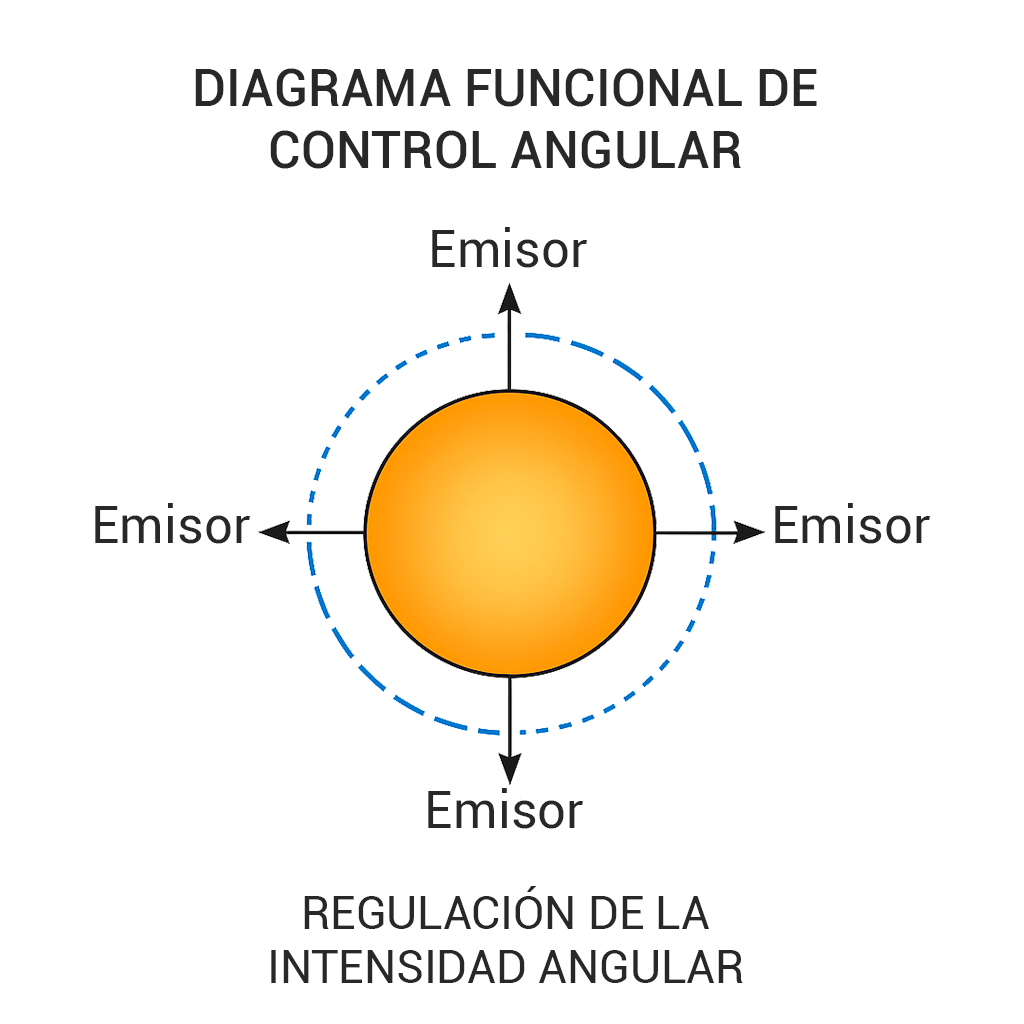 DIAGRAMA FUNCIONAL DE
CONTROL ANGULAR
Emisor
Emisor
Emisor
Emisor
REGULACIÓN DE LA
INTENSIDAD ANGULAR